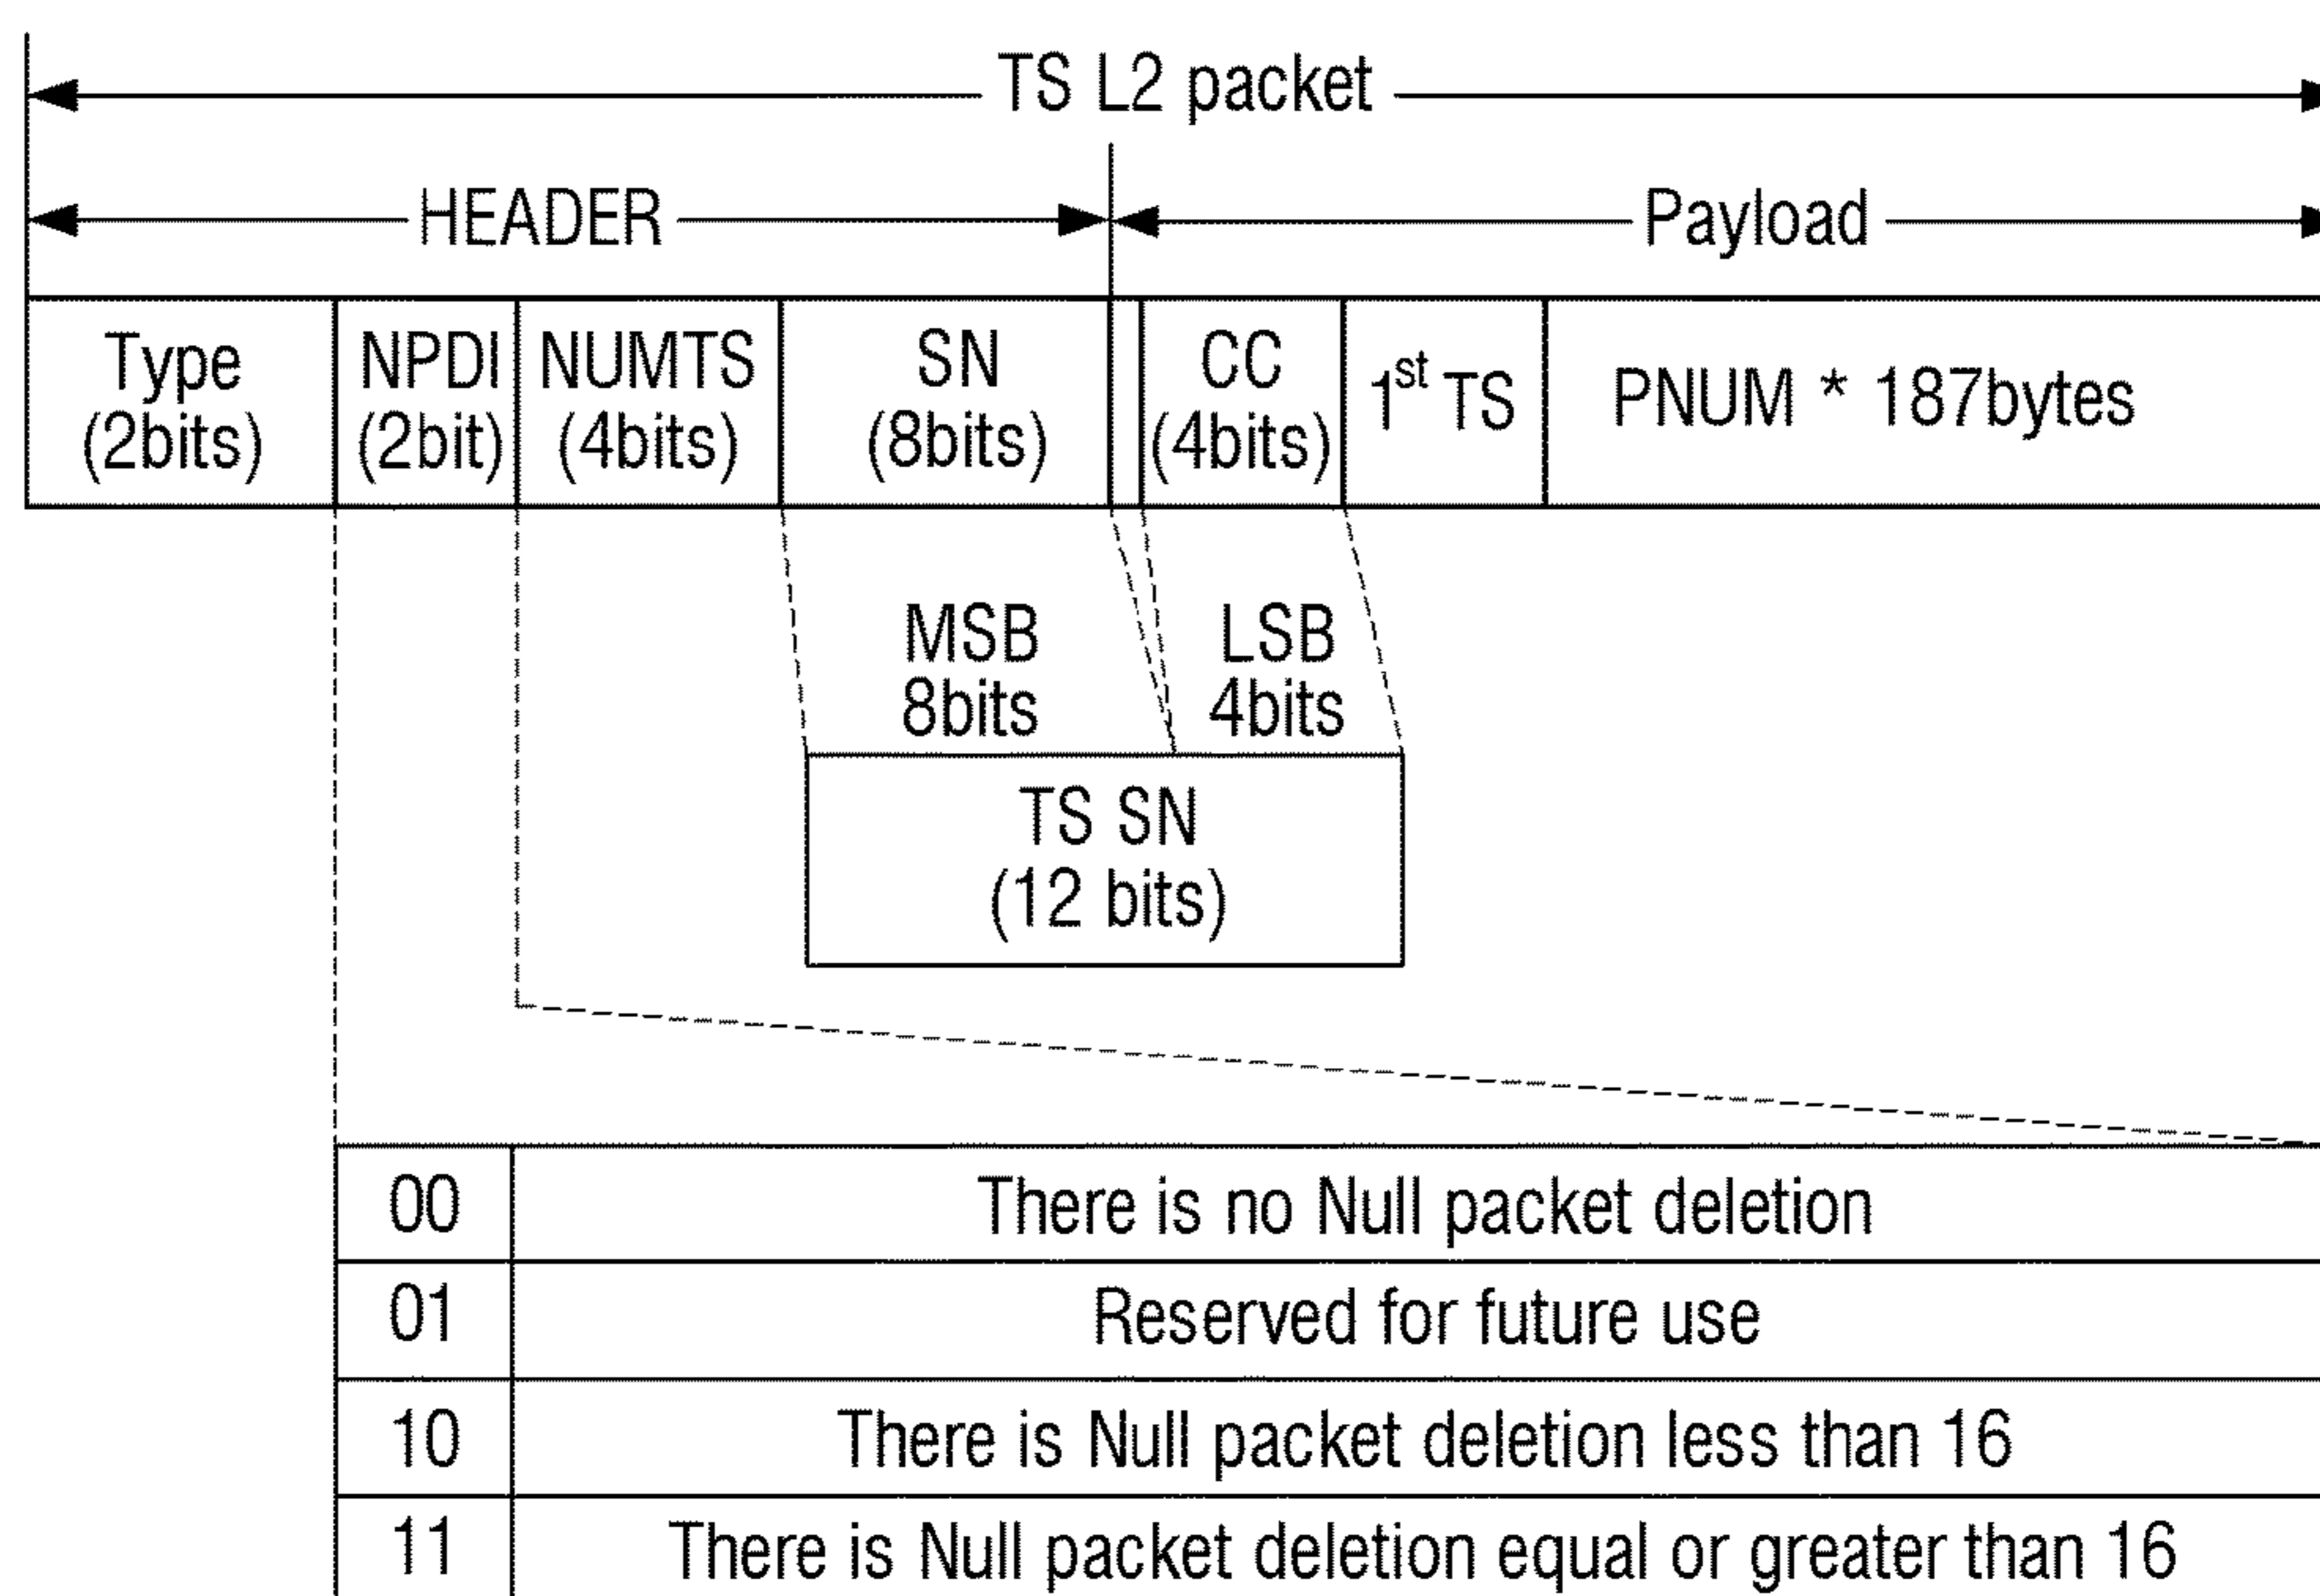 TS L2 packet
HEADER Payload
Type NPDI NUMTS SN CC 1st TS PNUM * 187bytes
(2bits) (2bit) (4bits) (8bits) (4bits)
MSB LSB
8bits 4bits
TS SN
(12 bits)
00 There is no Null packet deletion
01 Reserved for future use
10 There is Null packet deletion less than 16
11 There is Null packet deletion equal or greater than 16